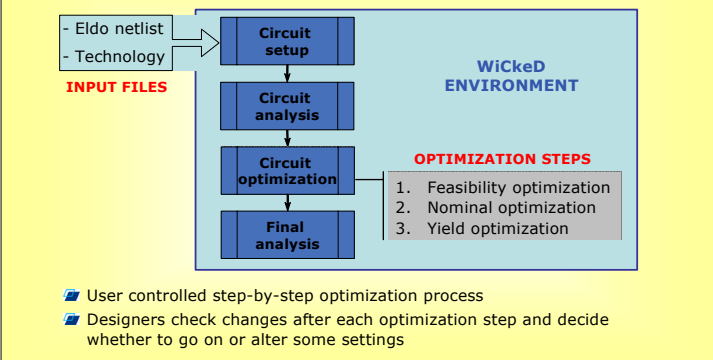 - Eldo netlist
- Technology
INPUT FILES
Circuit
setup
Circuit
analysis
Circuit
optimization
Final
analysis
WiCkeD
ENVIRONMENT
OPTIMIZATION STEPS
1. Feasibility optimization
2. Nominal optimization
3. Yield optimization
User controlled step-by-step optimization process
Designers check changes after each optimization step and decide
whether to go on or alter some settings